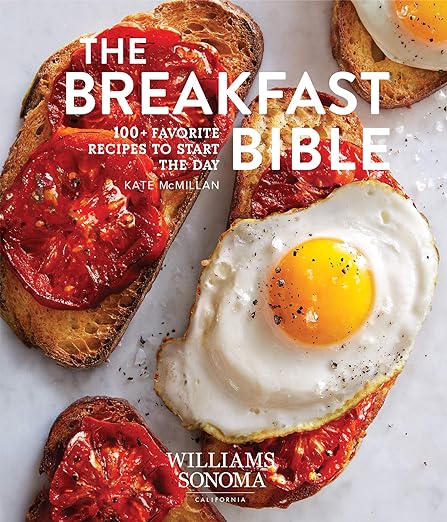 THE
BREAKFAST
100+ FAVORITE
RECIPES TO START
THE DAY
BIBLE
KATE McMILLAN
WILLIAMS
SONOMA
CALIFORNIA